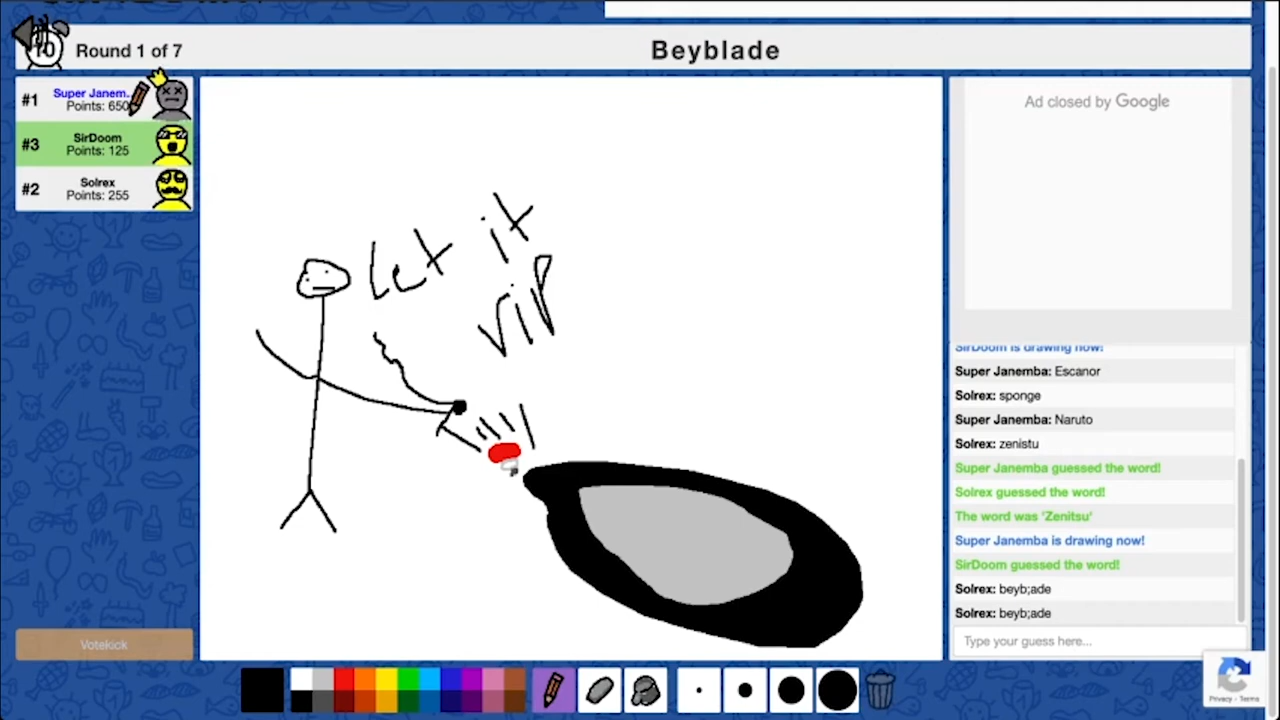 10
Round 1 of 7
Beyblade
#1
Super Janem.
Points: 650
#3
SirDoom
Points: 125
#2
Solrex
Points: 255
Let it
rip
Ad closed by Google
SirDoom is drawing now!
Super Janemba: Escanor
Solrex: sponge
Super Janemba: Naruto
Solrex: zenistu
Super Janemba guessed the word!
Solrex guessed the word!
The word was 'Zenitsu'
Super Janemba is drawing now!
SirDoom guessed the word!
Solrex: beyb;ade
Solrex: beyb;ade
Type your guess here...
Votekick
Privacy - Terms